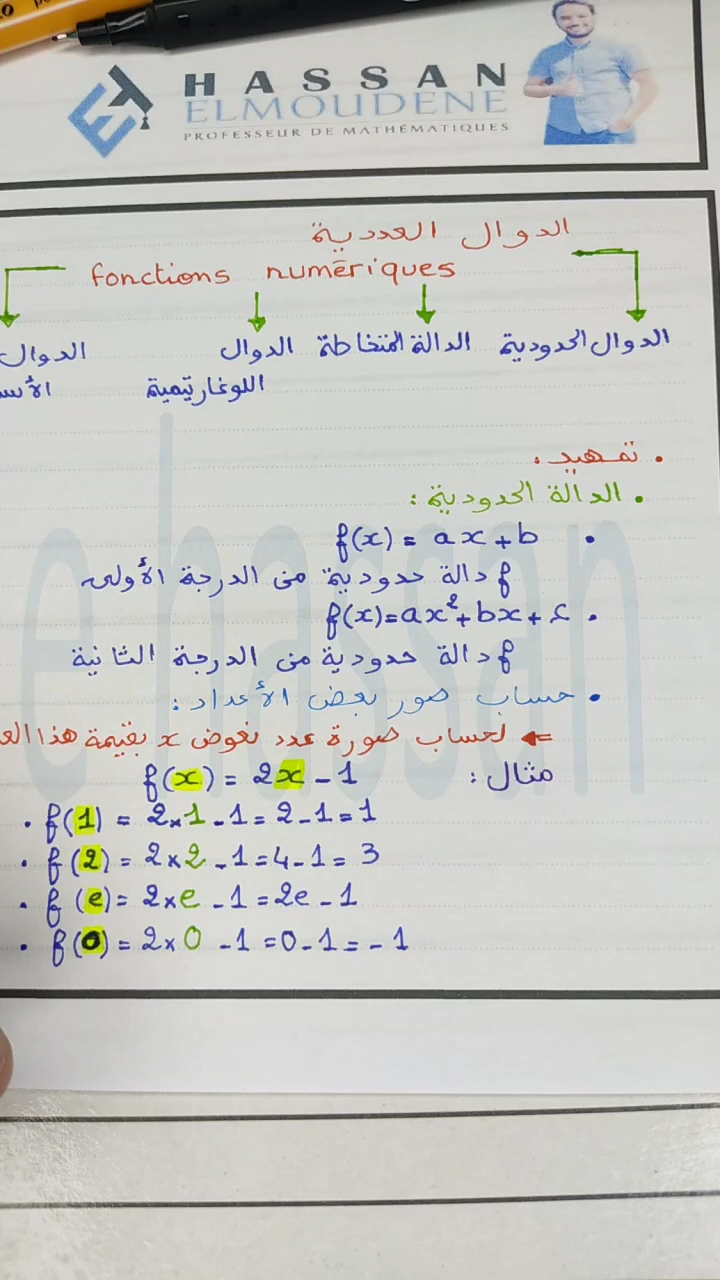 HASSAN
ELMOUDENE
PROFESSEUR DE MATHÉMATIQUES
الدوال العددية
fonctions numériques
الدوال الحدودية الدالة المتخاطة الدوال الدوال
اللوغاريتمية
تمهيد :
• الدالة الحدودية :
• f(x) = ax+b
f دالة حدودية من الدرجة الأولى
• f(x)=ax²+bx+c
f دالة حدودية من الدرجة الثانية
• حساب صور بعض الأعداد :
⇐ لحساب صورة عدد نعوض x بقيمة هذا
مثال : f(x) = 2x - 1
• f(1) = 2×1 - 1 = 2 - 1 = 1
• f(2) = 2×2 - 1 = 4 - 1 = 3
• f(e) = 2×e - 1 = 2e - 1
• f(0) = 2×0 - 1 = 0 - 1 = - 1
e hassan